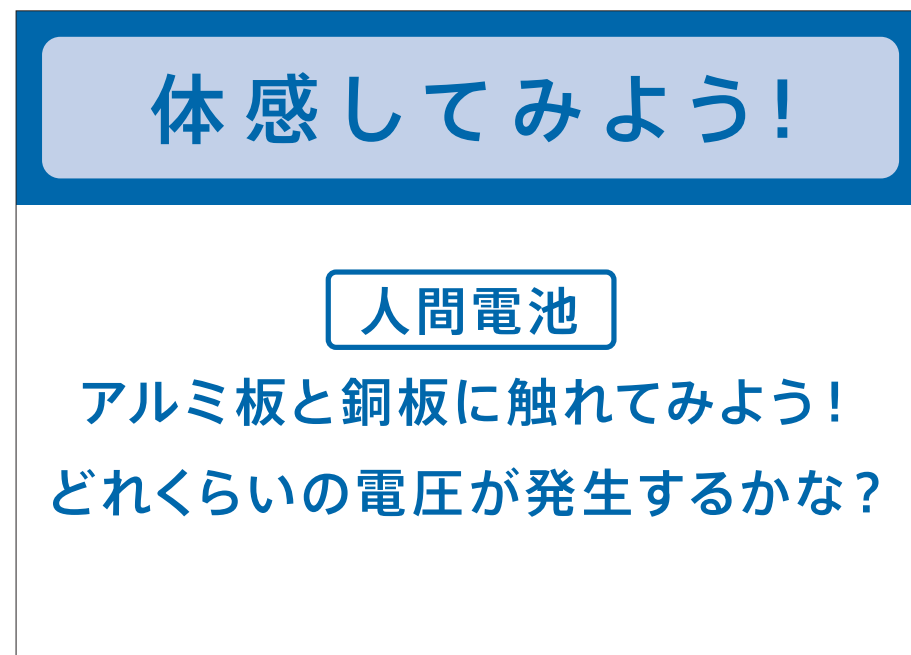 体感してみよう!
人間電池
アルミ板と銅板に触れてみよう!
どれくらいの電圧が発生するかな?